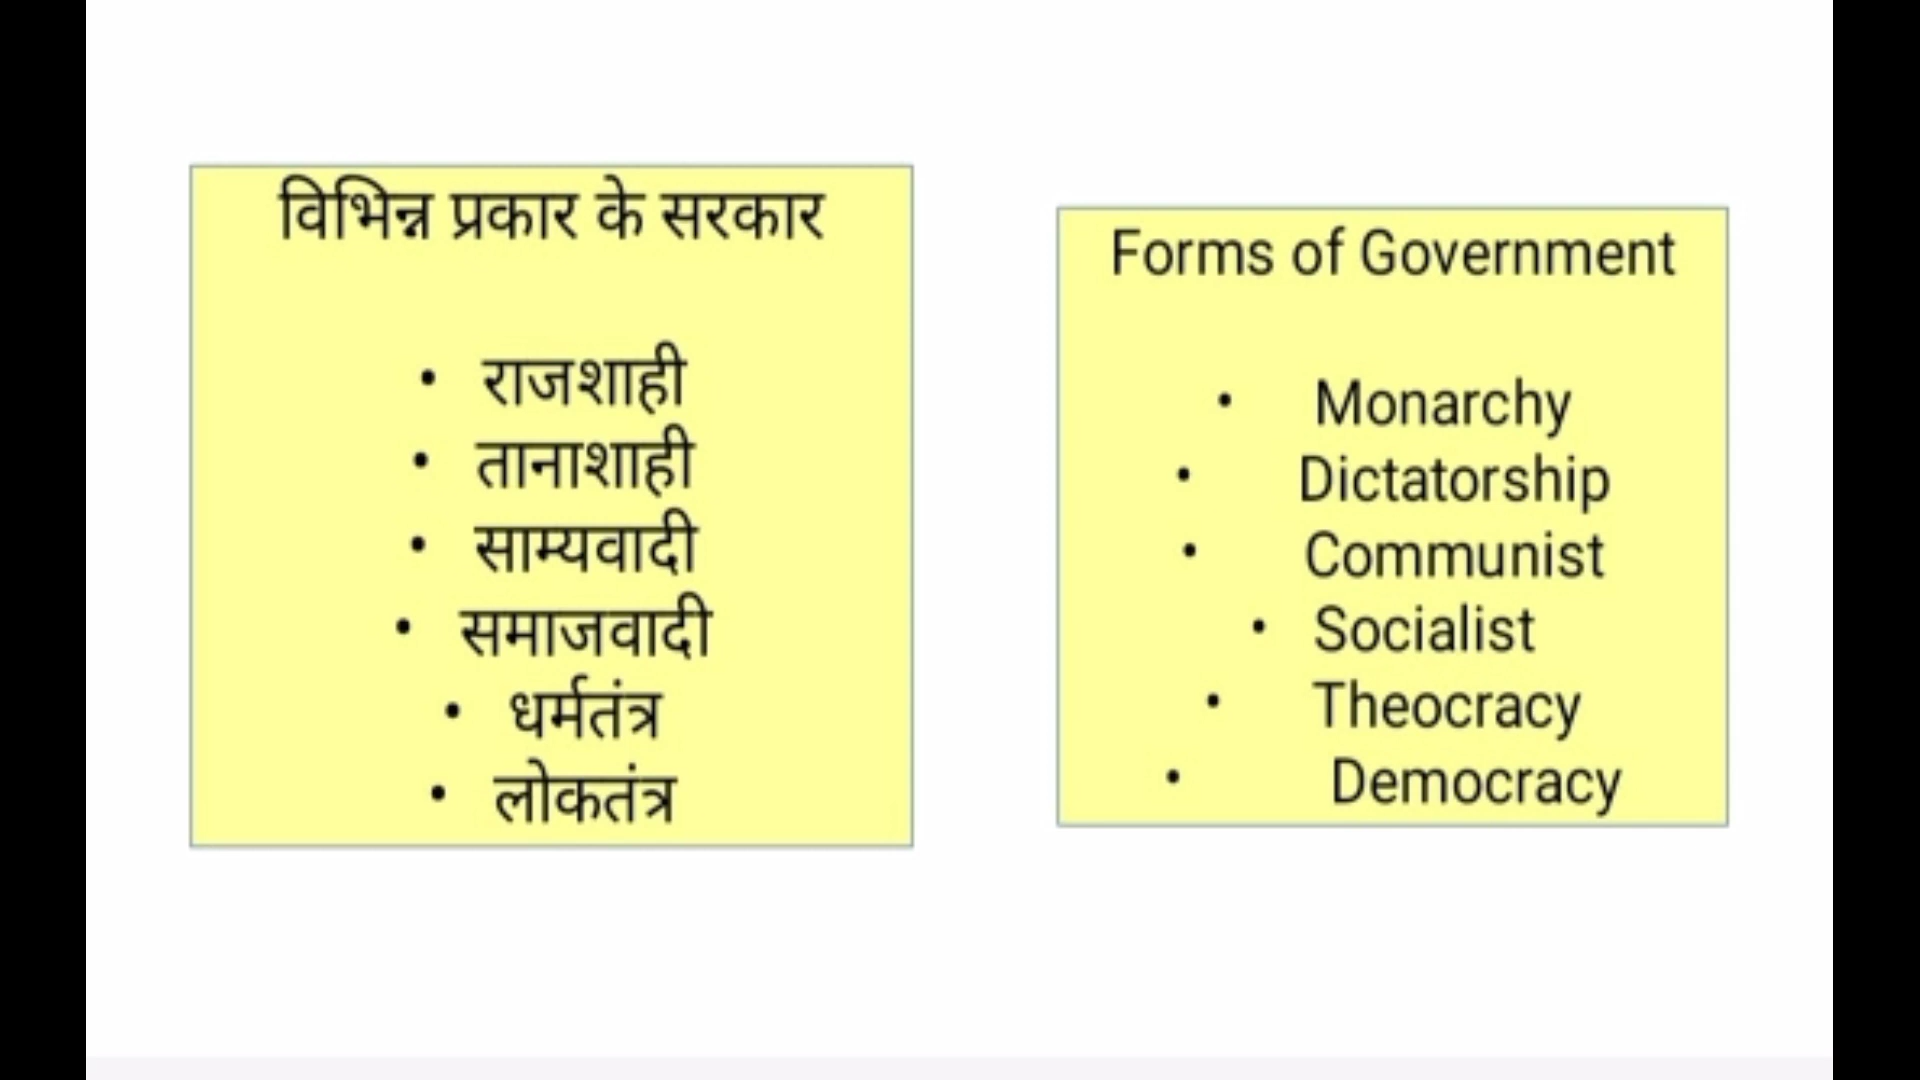 विभिन्न प्रकार के सरकार
• राजशाही
• तानाशाही
• साम्यवादी
• समाजवादी
• धर्मतंत्र
• लोकतंत्र
Forms of Government
• Monarchy
• Dictatorship
• Communist
• Socialist
• Theocracy
• Democracy